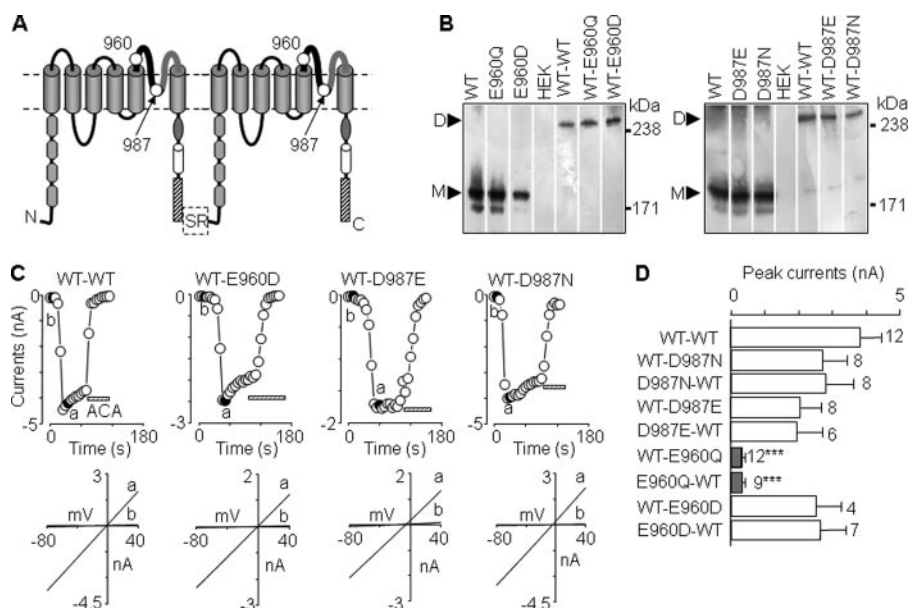 A
960
960
987
987
N
SR
C
B
WT
E960Q
E960D
HEK
WT-WT
WT-E960Q
WT-E960D
kDa
D
238
M
171
WT
D987E
D987N
HEK
WT-WT
WT-D987E
WT-D987N
kDa
D
238
M
171
C
WT-WT
Currents (nA)
0
-5
b
a
ACA
0 180
Time (s)
WT-E960D
0
-3
b
a
0 180
Time (s)
WT-D987E
0
-2
b
a
0 180
Time (s)
WT-D987N
0
-5
b
a
0 180
Time (s)
3
a
b
mV
-80 40
nA
-4.5
2
a
b
mV
-80 40
nA
-3
2
a
b
mV
-80 40
nA
-3
3
a
b
mV
-80 40
nA
-4.5
D
Peak currents (nA)
0 5
WT-WT 12
WT-D987N 8
D987N-WT 8
WT-D987E 8
D987E-WT 6
WT-E960Q 12***
E960Q-WT 9***
WT-E960D 4
E960D-WT 7